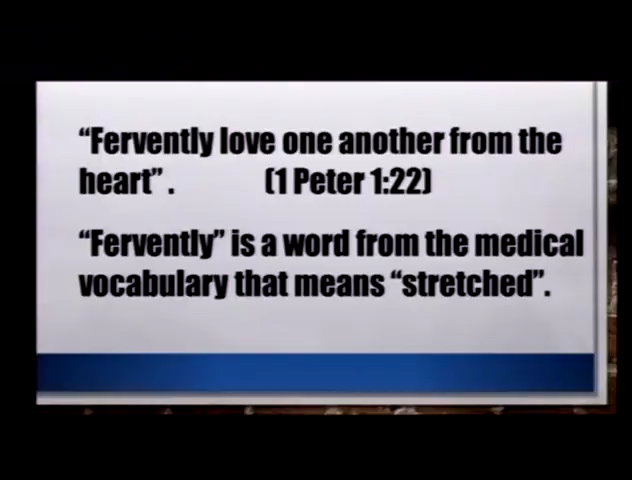 “Fervently love one another from the
heart” . (1 Peter 1:22)
“Fervently” is a word from the medical
vocabulary that means “stretched”.